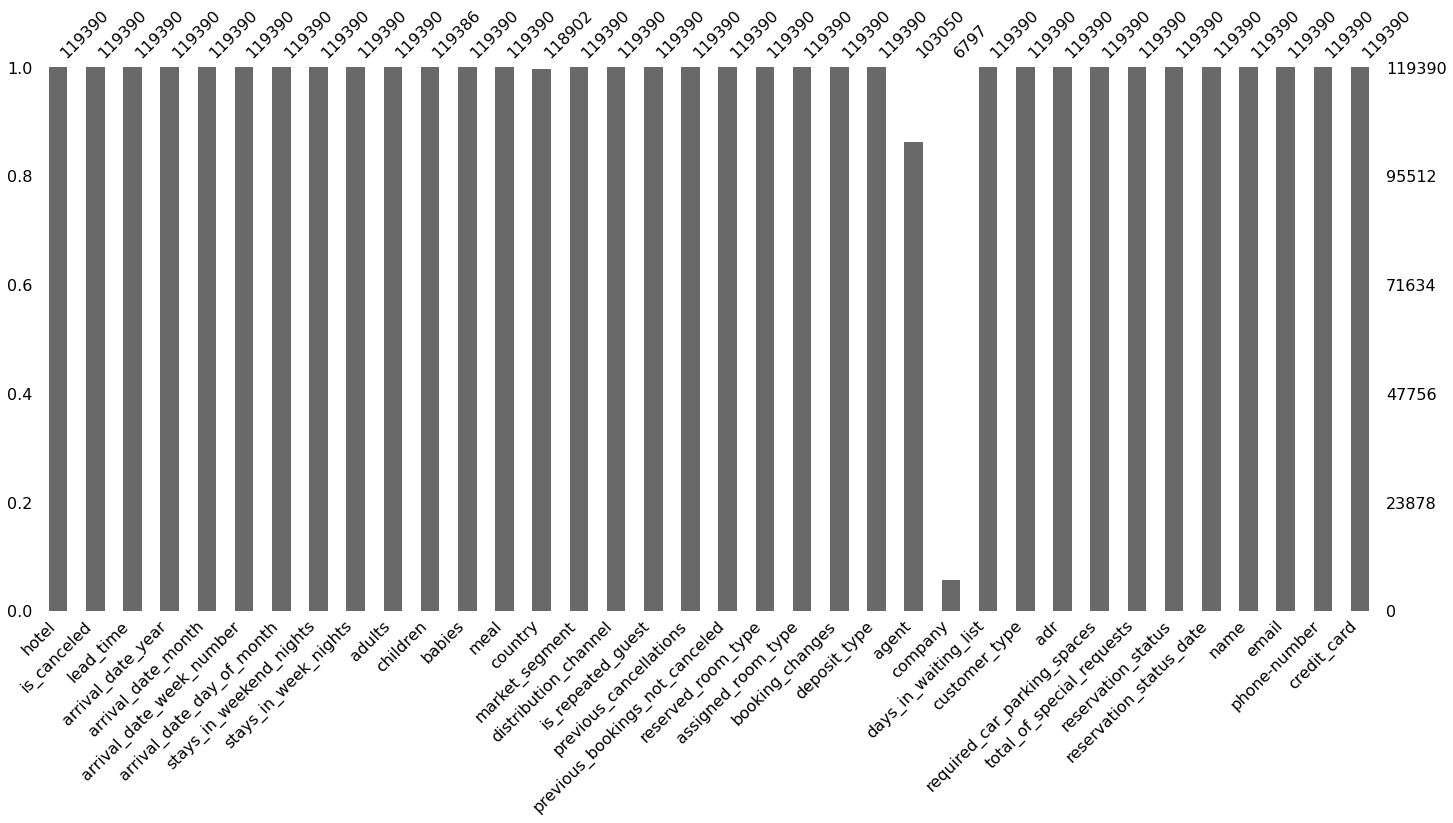 119390
119390
119390
119390
119390
119390
119390
119390
119390
119390
119386
119390
119390
118902
119390
119390
119390
119390
119390
119390
119390
119390
119390
103050
6797
119390
119390
119390
119390
119390
119390
119390
119390
119390
119390
119390
1.0
0.8
0.6
0.4
0.2
0.0
119390
95512
71634
47756
23878
0
hotel
is_canceled
lead_time
arrival_date_year
arrival_date_month
arrival_date_week_number
arrival_date_day_of_month
stays_in_weekend_nights
stays_in_week_nights
adults
children
babies
meal
country
market_segment
distribution_channel
is_repeated_guest
previous_cancellations
previous_bookings_not_canceled
reserved_room_type
assigned_room_type
booking_changes
deposit_type
agent
company
days_in_waiting_list
customer_type
adr
required_car_parking_spaces
total_of_special_requests
reservation_status
reservation_status_date
name
email
phone-number
credit_card